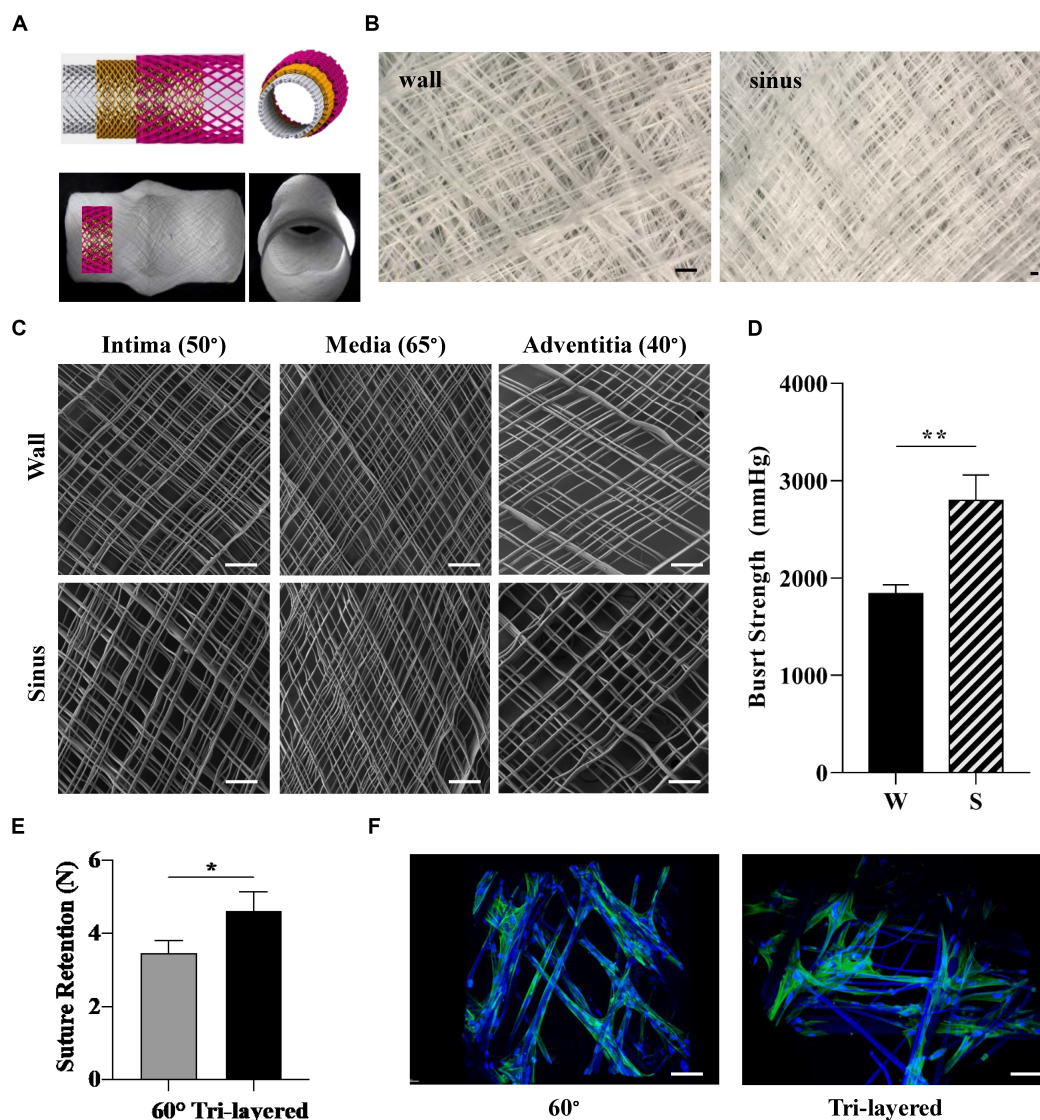 A
B
wall
sinus
C
Intima (50°)
Media (65°)
Adventitia (40°)
Wall
Sinus
D
Busrt Strength (mmHg)
4000
3000
2000
1000
0
**
W
S
E
Suture Retention (N)
6
4
2
0
*
60° Tri-layered
F
60°
Tri-layered